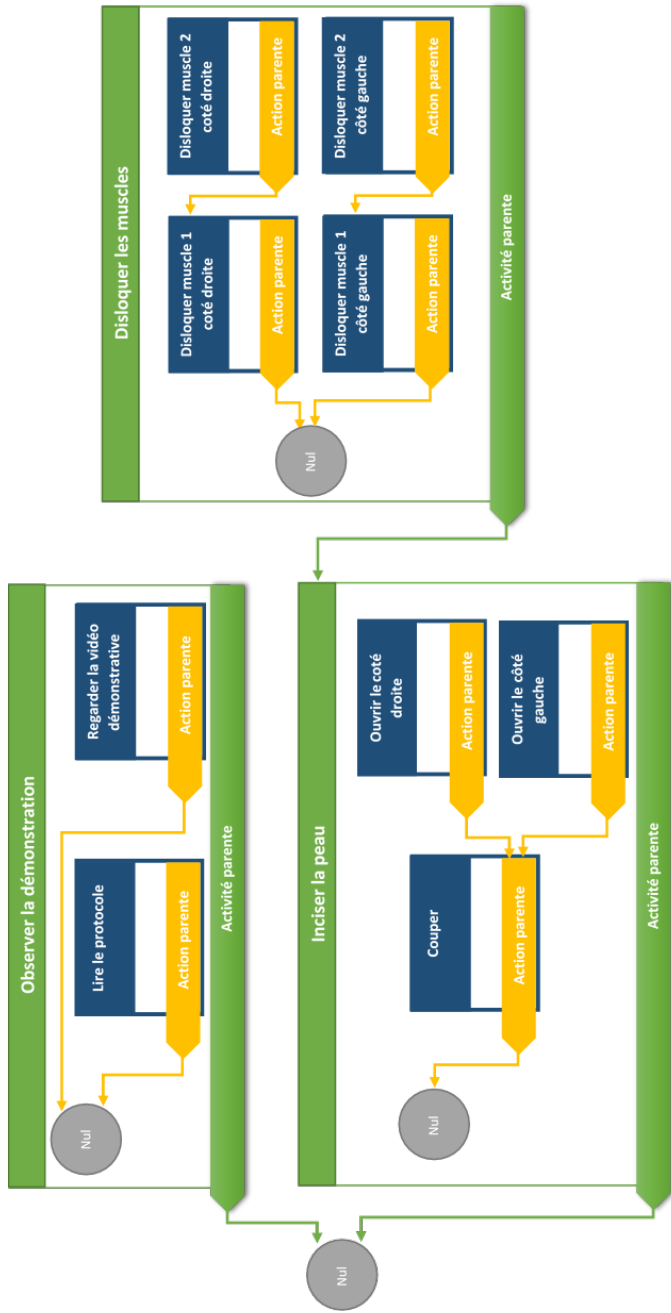 Observer la démonstration
Nul
Lire le protocole
Action parente
Regarder la vidéo
démonstrative
Action parente
Activité parente
Nul
Inciser la peau
Nul
Couper
Action parente
Ouvrir le coté
droite
Action parente
Ouvrir le côté
gauche
Action parente
Activité parente
Disloquer les muscles
Nul
Disloquer muscle 1
coté droite
Action parente
Disloquer muscle 2
coté droite
Action parente
Disloquer muscle 1
côté gauche
Action parente
Disloquer muscle 2
côté gauche
Action parente
Activité parente